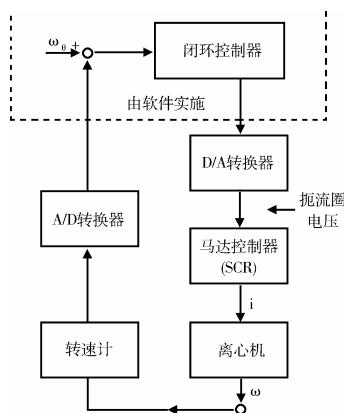 ω₀ +
闭环控制器
由软件实施
D/A转换器
A/D转换器
扼流圈
电压
马达控制器
(SCR)
i
转速计
离心机
ω